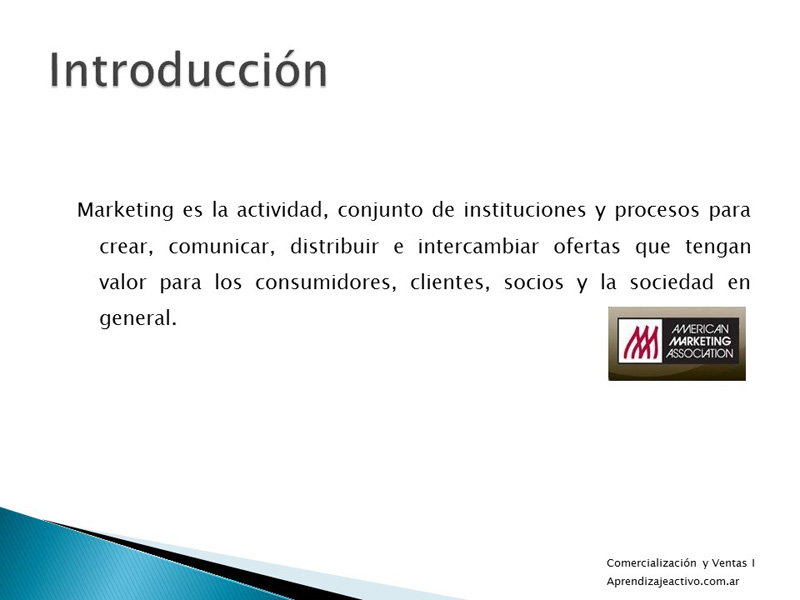 Introducción
Marketing es la actividad, conjunto de instituciones y procesos para
crear, comunicar, distribuir e intercambiar ofertas que tengan
valor para los consumidores, clientes, socios y la sociedad en
general.
AMERICAN
MARKETING
ASSOCIATION
Comercialización y Ventas I
Aprendizajeactivo.com.ar